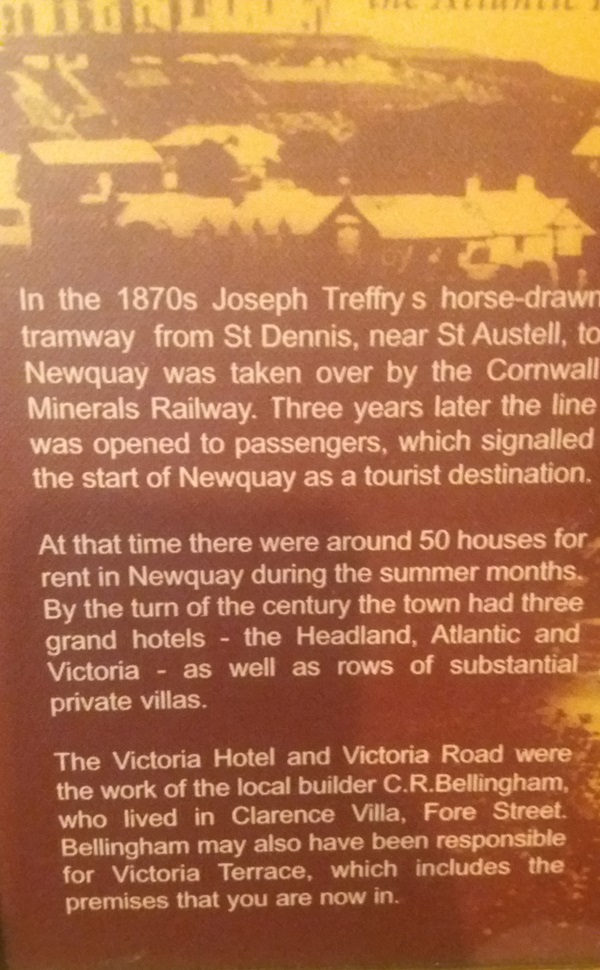 the Atlantic
In the 1870s Joseph Treffry s horse-drawn
tramway from St Dennis, near St Austell, to
Newquay was taken over by the Cornwall
Minerals Railway. Three years later the line
was opened to passengers, which signalled
the start of Newquay as a tourist destination.
At that time there were around 50 houses for
rent in Newquay during the summer months.
By the turn of the century the town had three
grand hotels - the Headland, Atlantic and
Victoria - as well as rows of substantial
private villas.
The Victoria Hotel and Victoria Road were
the work of the local builder C.R.Bellingham,
who lived in Clarence Villa, Fore Street.
Bellingham may also have been responsible
for Victoria Terrace, which includes the
premises that you are now in.